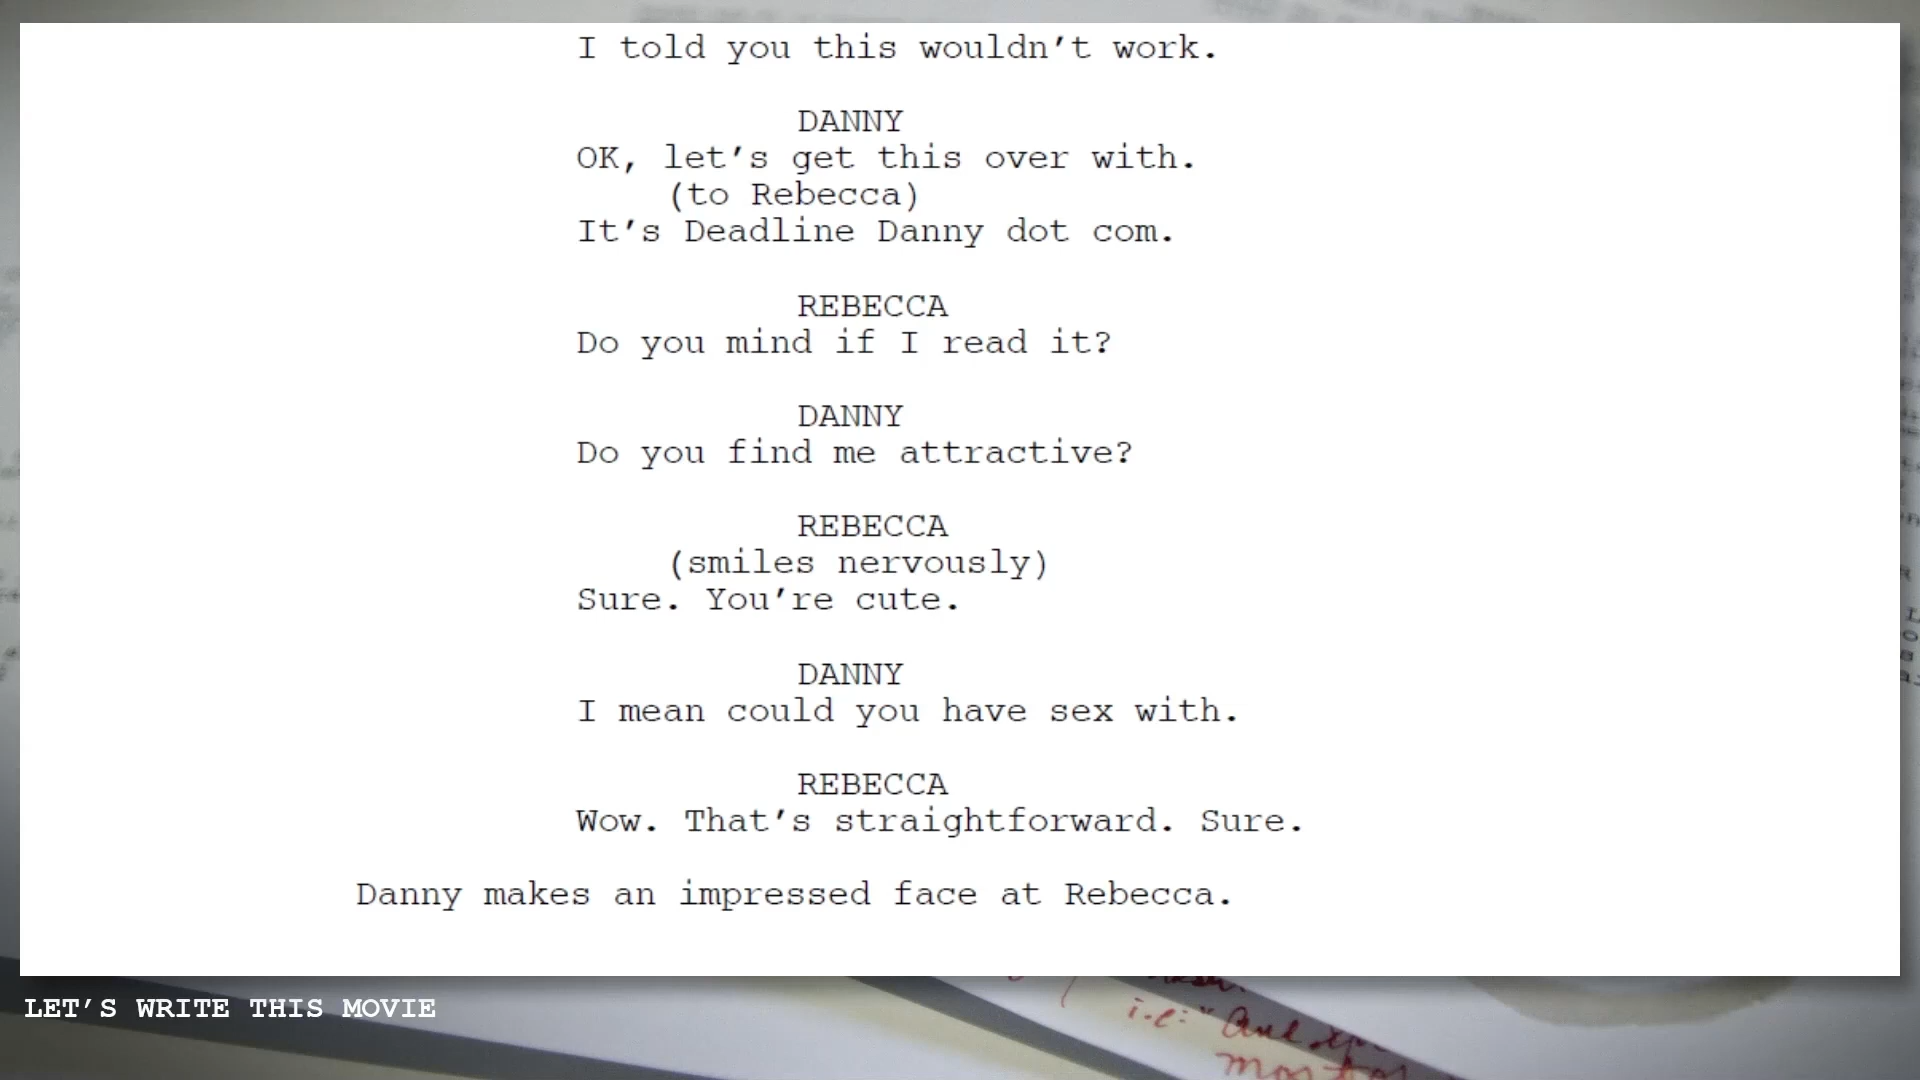 I told you this wouldn’t work.
DANNY
OK, let’s get this over with.
(to Rebecca)
It’s Deadline Danny dot com.
REBECCA
Do you mind if I read it?
DANNY
Do you find me attractive?
REBECCA
(smiles nervously)
Sure. You’re cute.
DANNY
I mean could you have sex with.
REBECCA
Wow. That’s straightforward. Sure.
Danny makes an impressed face at Rebecca.
LET’S WRITE THIS MOVIE
i.e: "And